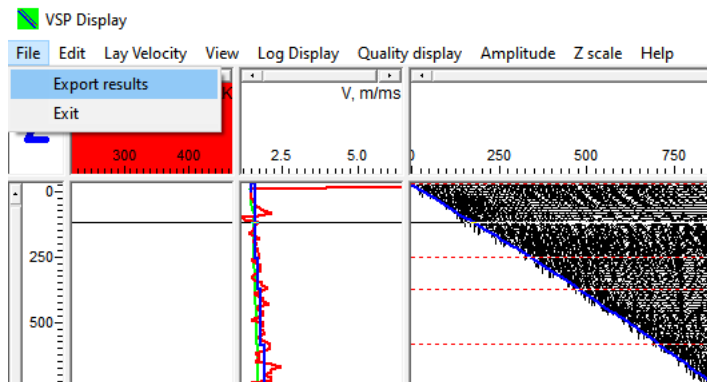 VSP Display
File Edit Lay Velocity View Log Display Quality display Amplitude Z scale Help
Export results
Exit
V, m/ms
300 400 2.5 5.0 0 250 500 750
0
250
500